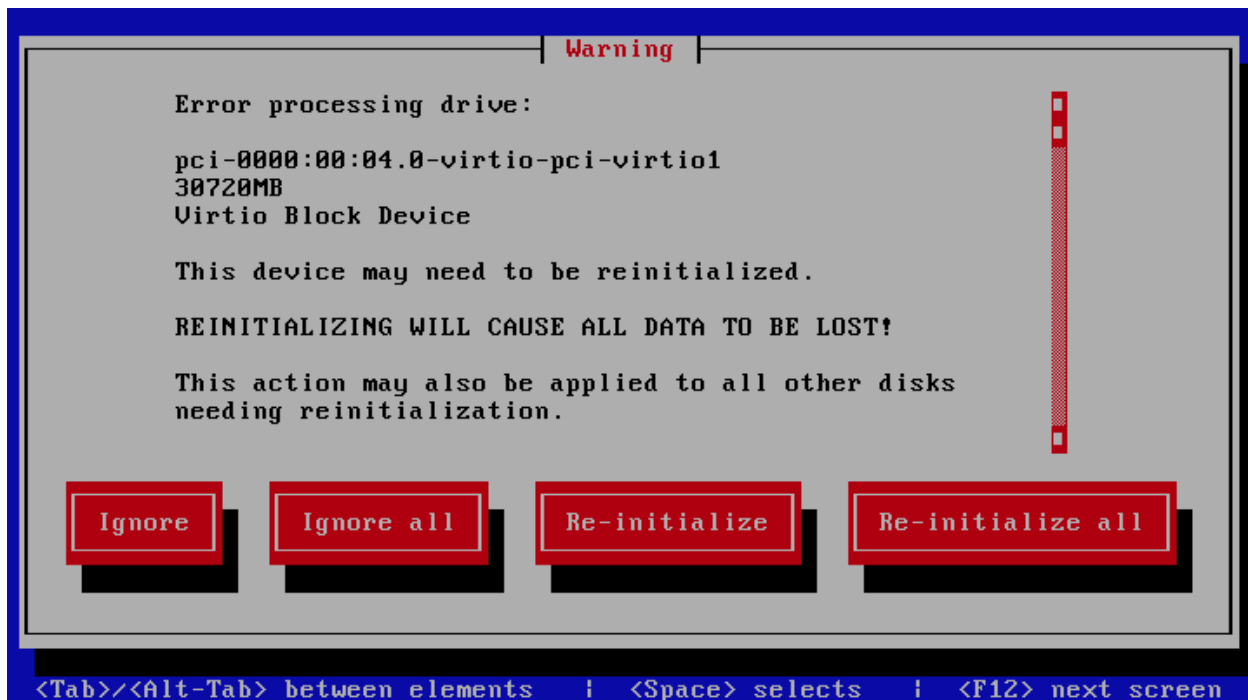 Warning
Error processing drive:
pci-0000:00:04.0-virtio-pci-virtio1
30720MB
Virtio Block Device
This device may need to be reinitialized.
REINITIALIZING WILL CAUSE ALL DATA TO BE LOST!
This action may also be applied to all other disks
needing reinitialization.
Ignore Ignore all Re-initialize Re-initialize all
<Tab>/<Alt-Tab> between elements | <Space> selects | <F12> next screen